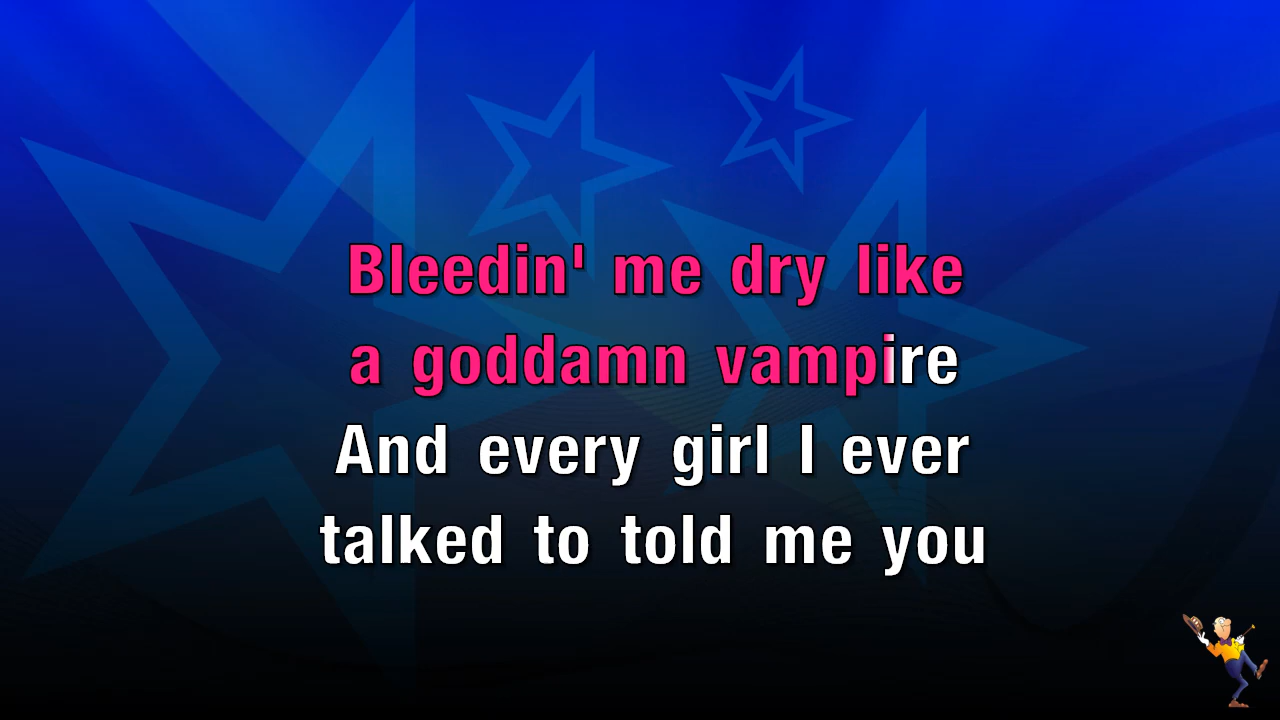 Bleedin' me dry like
a goddamn vampire
And every girl I ever
talked to told me you